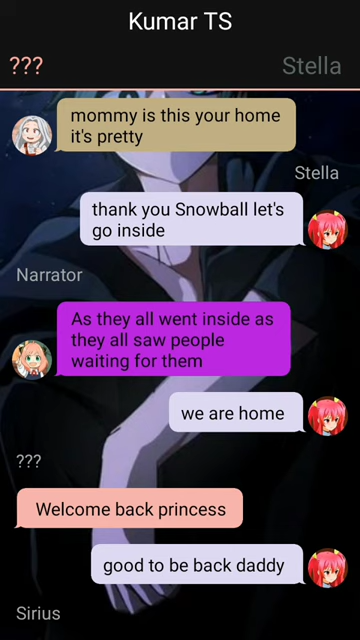 Kumar TS
???
Stella
mommy is this your home
it's pretty
Stella
thank you Snowball let's
go inside
Narrator
As they all went inside as
they all saw people
waiting for them
we are home
???
Welcome back princess
good to be back daddy
Sirius